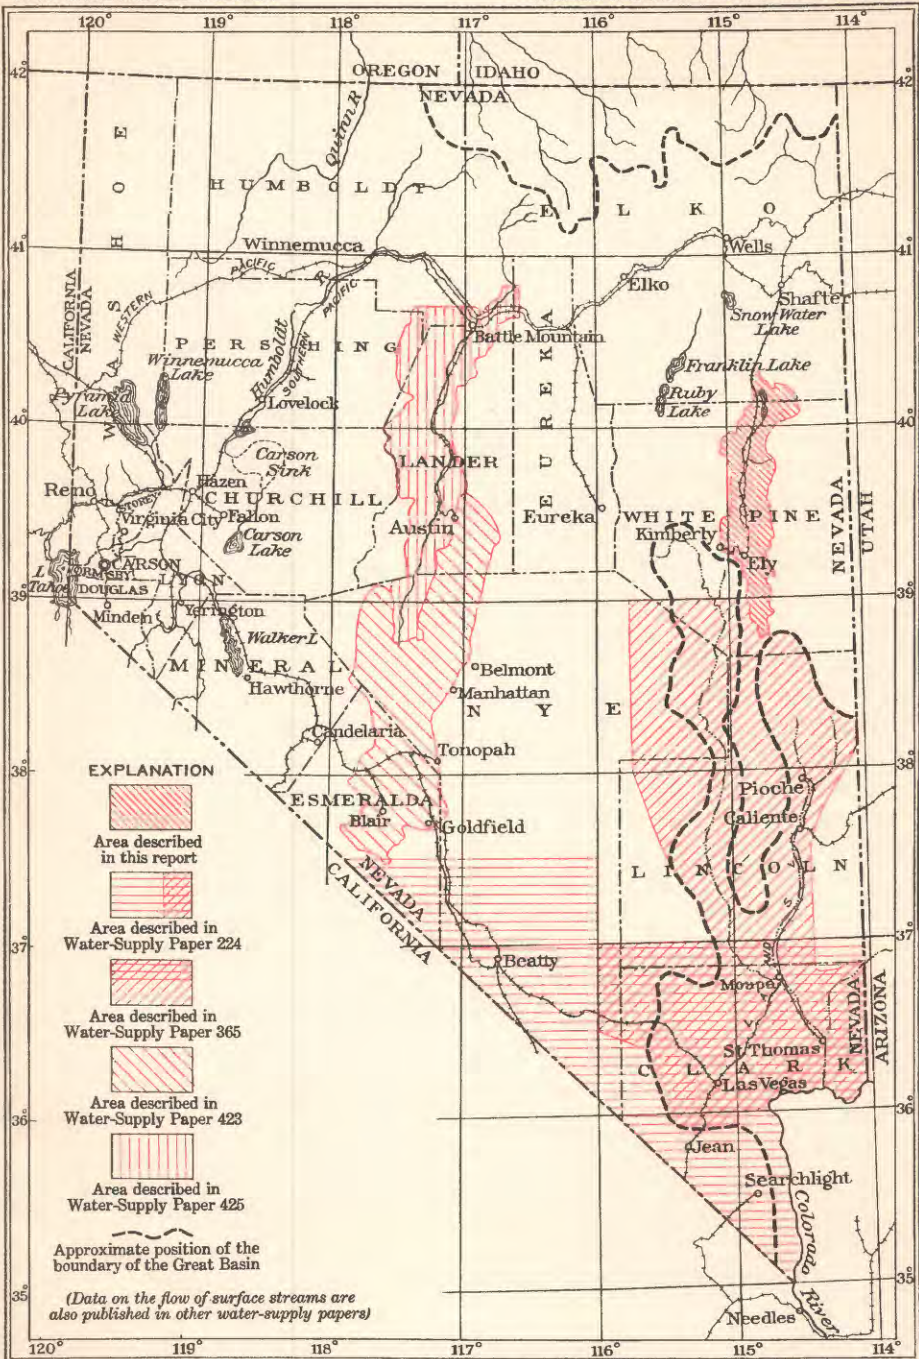 120°
119°
118°
117°
116°
115°
114°
42°
42°
OREGON
IDAHO
NEVADA
Quinn R
WASHOE
HUMBOLDT
ELKO
41°
41°
Winnemucca
Wells
CALIFORNIA
NEVADA
WESTERN
PACIFIC
R
PACIFIC
Elko
Shafter
Snow Water
Lake
Battle Mountain
PERSHING
Humboldt
SOUTHERN
Winnemucca
Lake
EUREKA
Franklin Lake
Ruby
Lake
Pyramid
Lake
Lovelock
40°
40°
Carson
Sink
LANDER
Reno
Hazen
STOREY
CHURCHILL
Virginia City
Fallon
Austin
Eureka
WHITE PINE
Kimberly
NEVADA
UTAH
Carson
Lake
CARSON
Ely
L
Tahoe
ORMSBY
DOUGLAS
LYON
39°
39°
Minden
Yerington
Walker L
MINERAL
Hawthorne
Belmont
Manhattan
NYE
Candelaria
Tonopah
38°
38°
ESMERALDA
Blair
Goldfield
Pioche
Caliente
LINCOLN
NEVADA
CALIFORNIA
37°
37°
Beatty
Moapa
NEVADA
ARIZONA
St Thomas
CLARK
Las Vegas
36°
36°
Jean
Searchlight
Colorado
River
35°
35°
Needles
EXPLANATION
Area described
in this report
Area described in
Water-Supply Paper 224
Area described in
Water-Supply Paper 365
Area described in
Water-Supply Paper 423
Area described in
Water-Supply Paper 425
Approximate position of the
boundary of the Great Basin
(Data on the flow of surface streams are
also published in other water-supply papers)
120°
119°
118°
117°
116°
115°
114°